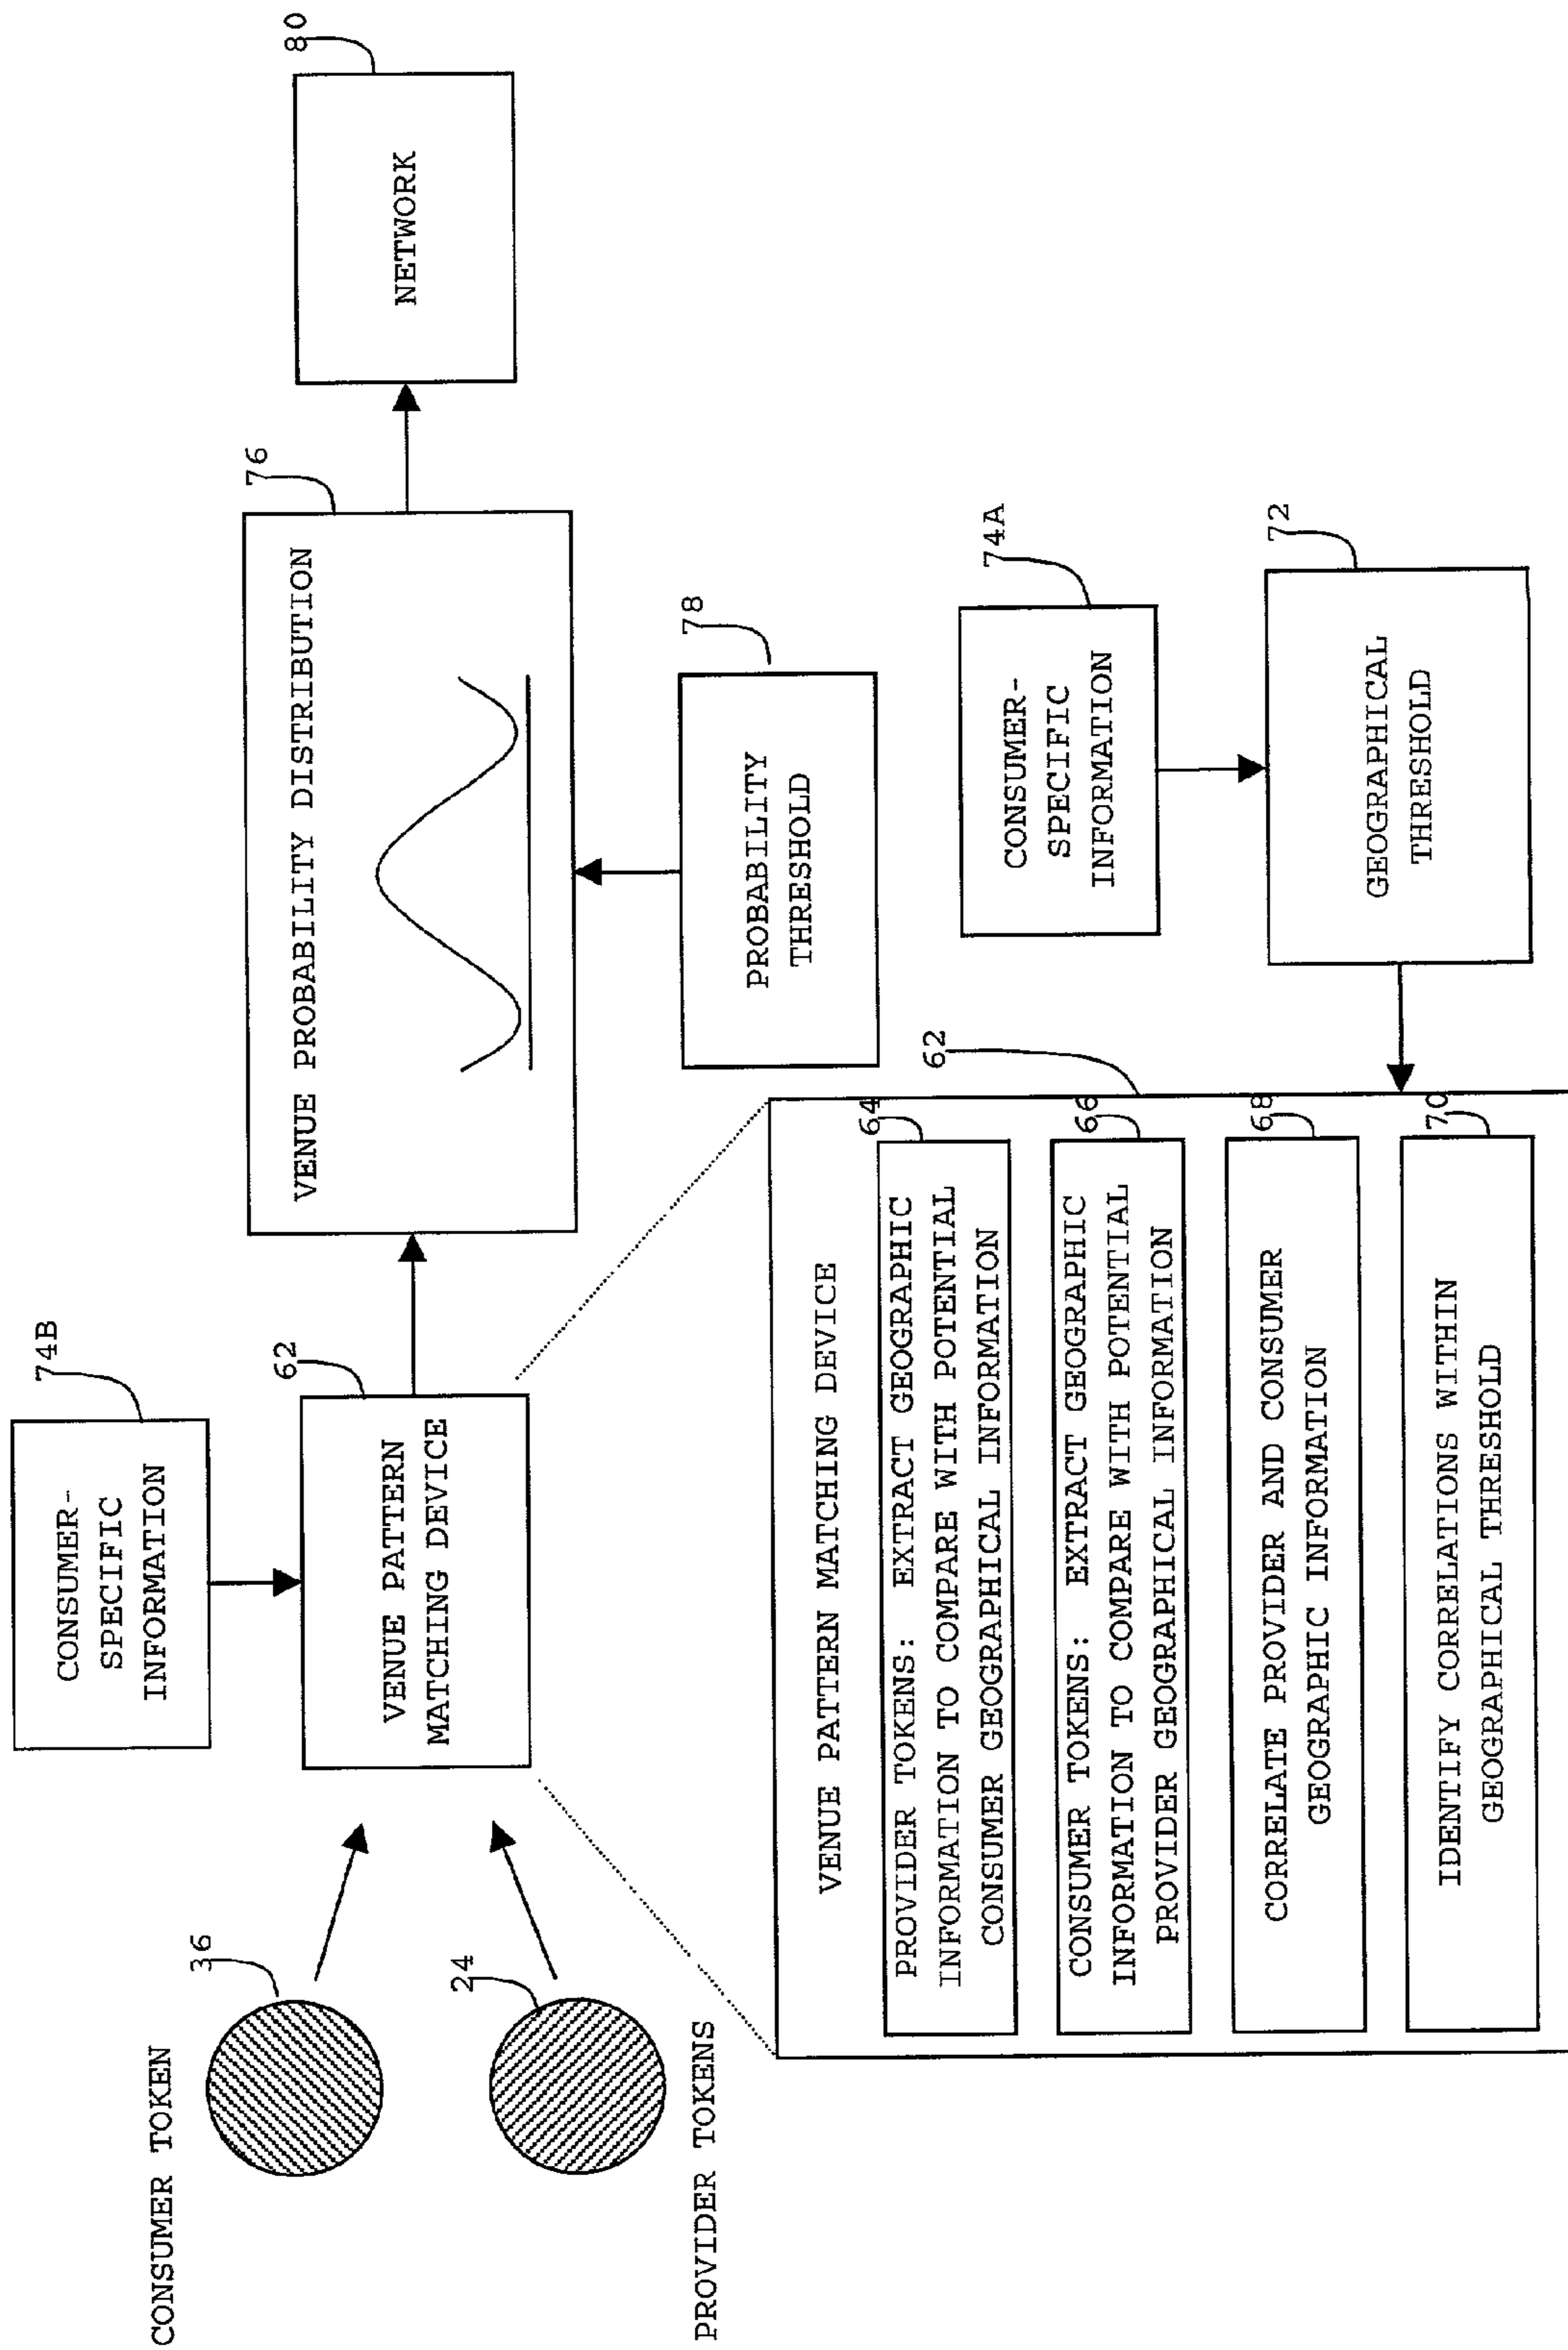 CONSUMER TOKEN
36
24
PROVIDER TOKENS
74B
CONSUMER-
SPECIFIC
INFORMATION
62
VENUE PATTERN
MATCHING DEVICE
76
VENUE PROBABILITY DISTRIBUTION
78
PROBABILITY
THRESHOLD
80
NETWORK
62
VENUE PATTERN MATCHING DEVICE
64
PROVIDER TOKENS: EXTRACT GEOGRAPHIC
INFORMATION TO COMPARE WITH POTENTIAL
CONSUMER GEOGRAPHICAL INFORMATION
66
CONSUMER TOKENS: EXTRACT GEOGRAPHIC
INFORMATION TO COMPARE WITH POTENTIAL
PROVIDER GEOGRAPHICAL INFORMATION
68
CORRELATE PROVIDER AND CONSUMER
GEOGRAPHIC INFORMATION
70
IDENTIFY CORRELATIONS WITHIN
GEOGRAPHICAL THRESHOLD
74A
CONSUMER-
SPECIFIC
INFORMATION
72
GEOGRAPHICAL
THRESHOLD